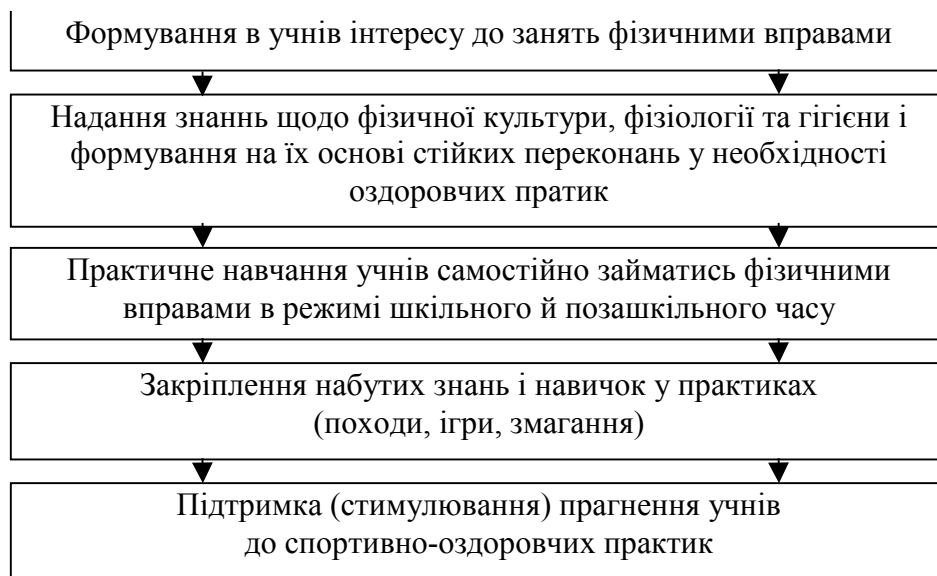 Формування в учнів інтересу до занять фізичними вправами
Надання знаннь щодо фізичної культури, фізіології та гігієни і
формування на їх основі стійких переконань у необхідності
оздоровчих пратик
Практичне навчання учнів самостійно займатись фізичними
вправами в режимі шкільного й позашкільного часу
Закріплення набутих знань і навичок у практиках
(походи, ігри, змагання)
Підтримка (стимулювання) прагнення учнів
до спортивно-оздоровчих практик